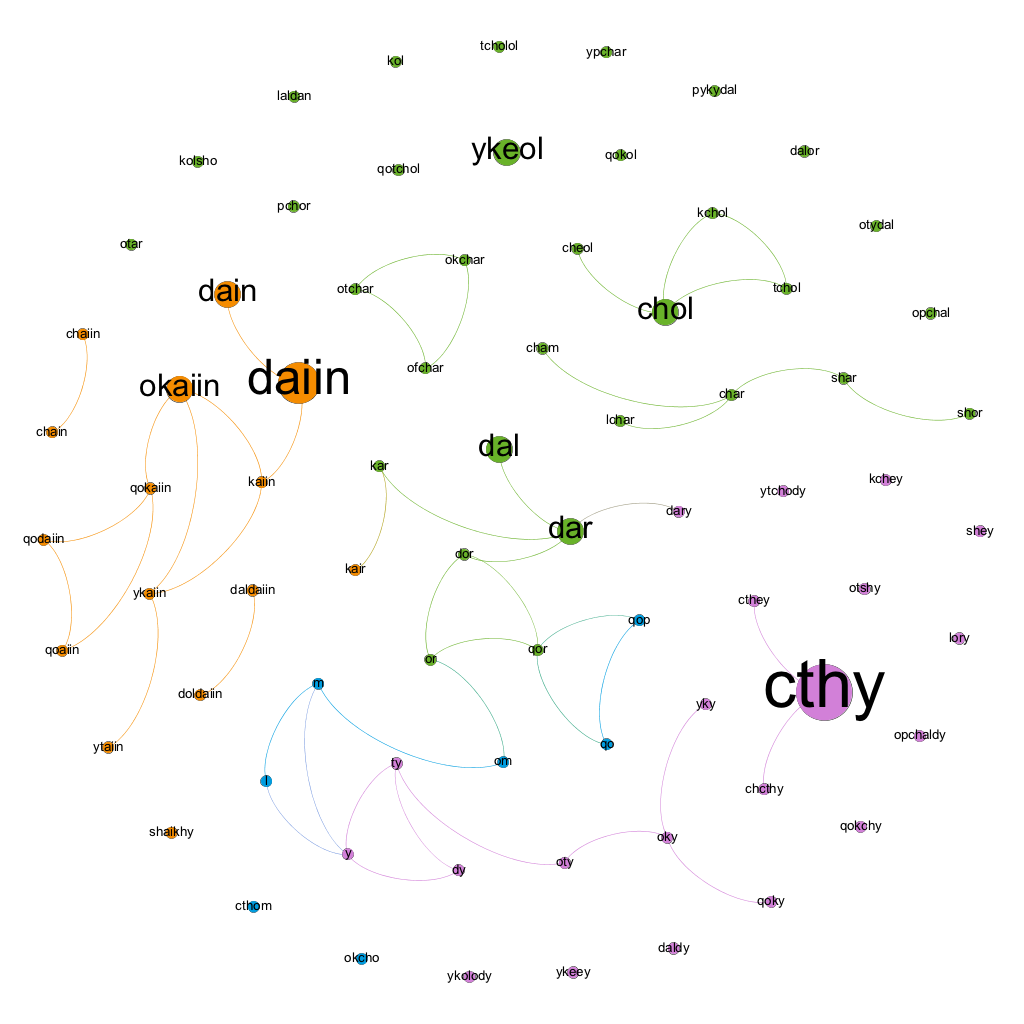 tcholol
ypchar
kol
pykydal
laldan
ykeol
dalor
qokol
kolsho
qotchol
pchor
kchol
otydal
otar
cheol
okchar
dain
otchar
tchol
chol
opchal
chaiin
cham
ofchar
daiin
okaiin
shar
char
shor
lchar
chain
dal
kar
kchey
kaiin
qokaiin
ytchody
dary
dar
shey
qodaiin
dor
kair
otshy
daldaiin
ykaiin
cthey
qop
lory
qor
qoaiin
or
m
cthy
doldaiin
yky
opchaldy
qo
ytaiin
om
ty
l
chcthy
qokchy
shaikhy
oky
y
oty
dy
qoky
cthom
daldy
okcho
ykeey
ykolody